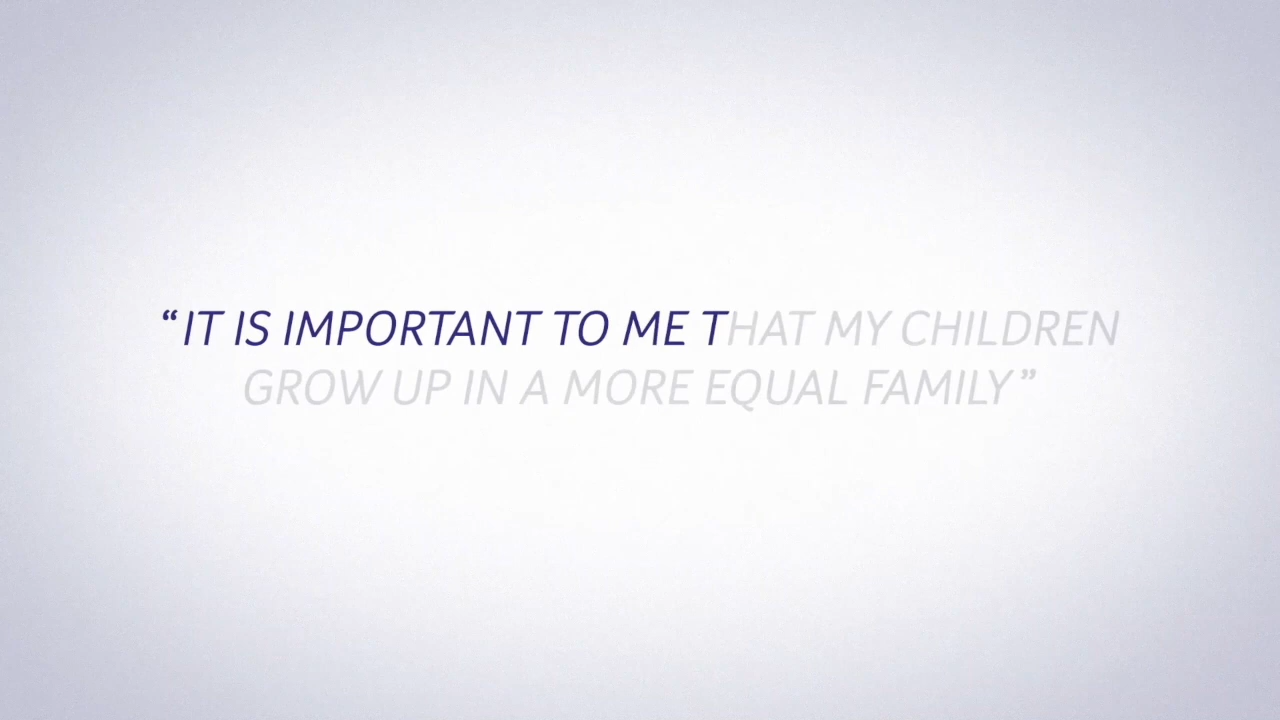 “IT IS IMPORTANT TO ME THAT MY CHILDREN
GROW UP IN A MORE EQUAL FAMILY”